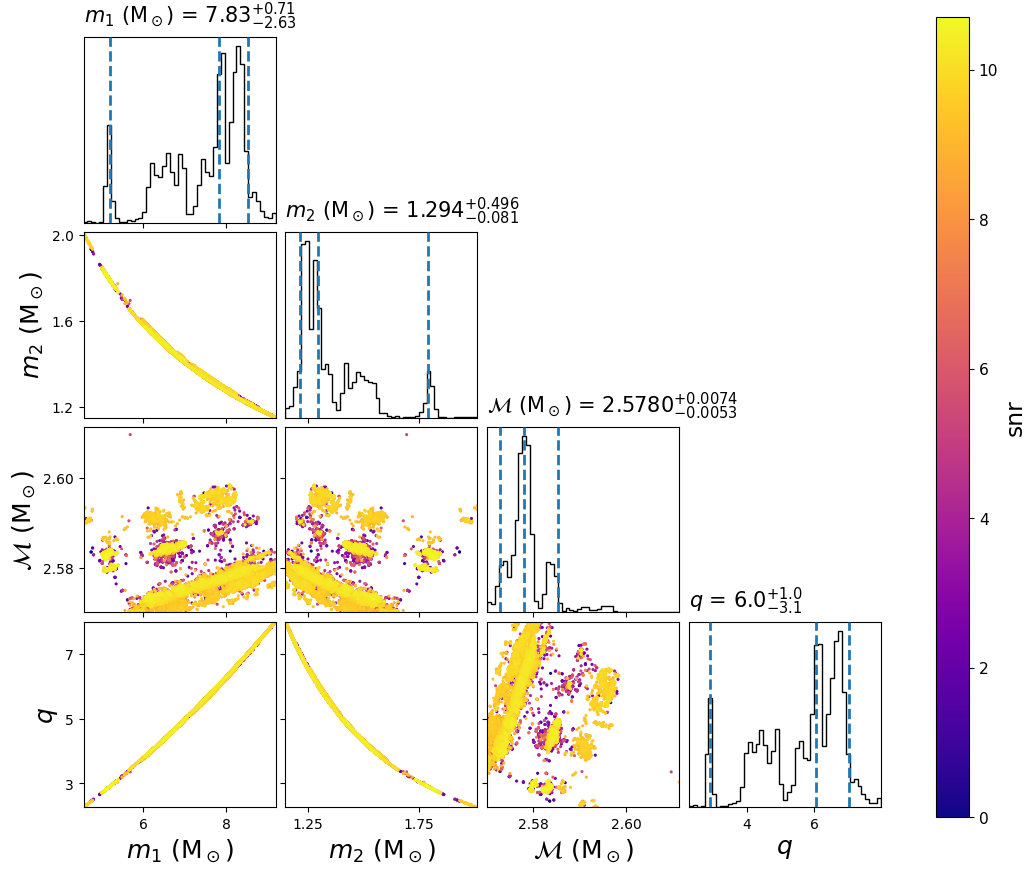 m₁ (M⊙) = 7.83+0.71−2.63
10
8
6
4
2
0
snr
m₂ (M⊙) = 1.294+0.496−0.081
2.0
1.6
1.2
m₂ (M⊙)
ℳ (M⊙) = 2.5780+0.0074−0.0053
2.60
2.58
ℳ (M⊙)
q = 6.0+1.0−3.1
7
5
3
q
6 8
1.25 1.75
2.58 2.60
4 6
m₁ (M⊙)
m₂ (M⊙)
ℳ (M⊙)
q